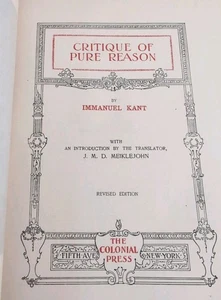 CRITIQUE OF
PURE REASON
BY
IMMANUEL KANT
WITH
AN INTRODUCTION BY THE TRANSLATOR,
J. M. D. MEIKLEJOHN
REVISED EDITION
THE
COLONIAL
PRESS
FIFTH AVE
NEW·YORK